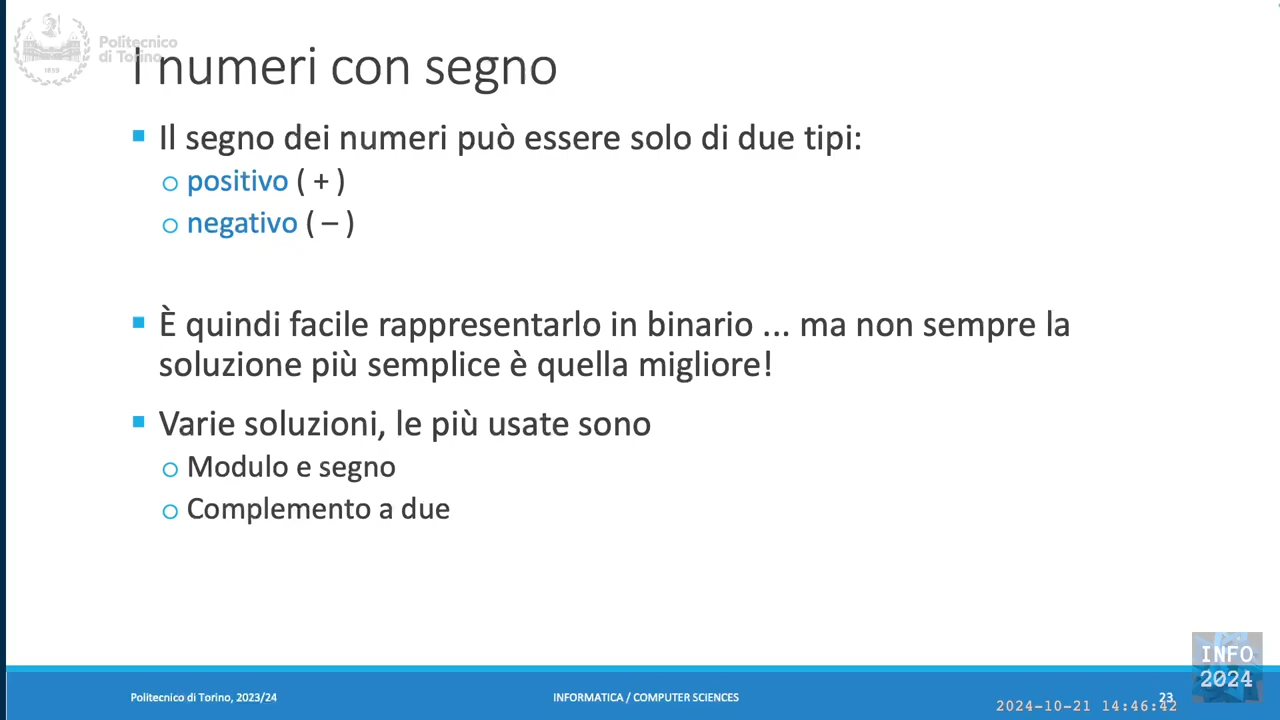 Politecnico
di Torino
1859
I numeri con segno
▪ Il segno dei numeri può essere solo di due tipi:
o positivo ( + )
o negativo ( – )
▪ È quindi facile rappresentarlo in binario ... ma non sempre la
soluzione più semplice è quella migliore!
▪ Varie soluzioni, le più usate sono
o Modulo e segno
o Complemento a due
INFO
2024
Politecnico di Torino, 2023/24
INFORMATICA / COMPUTER SCIENCES
23
2024-10-21 14:46:42